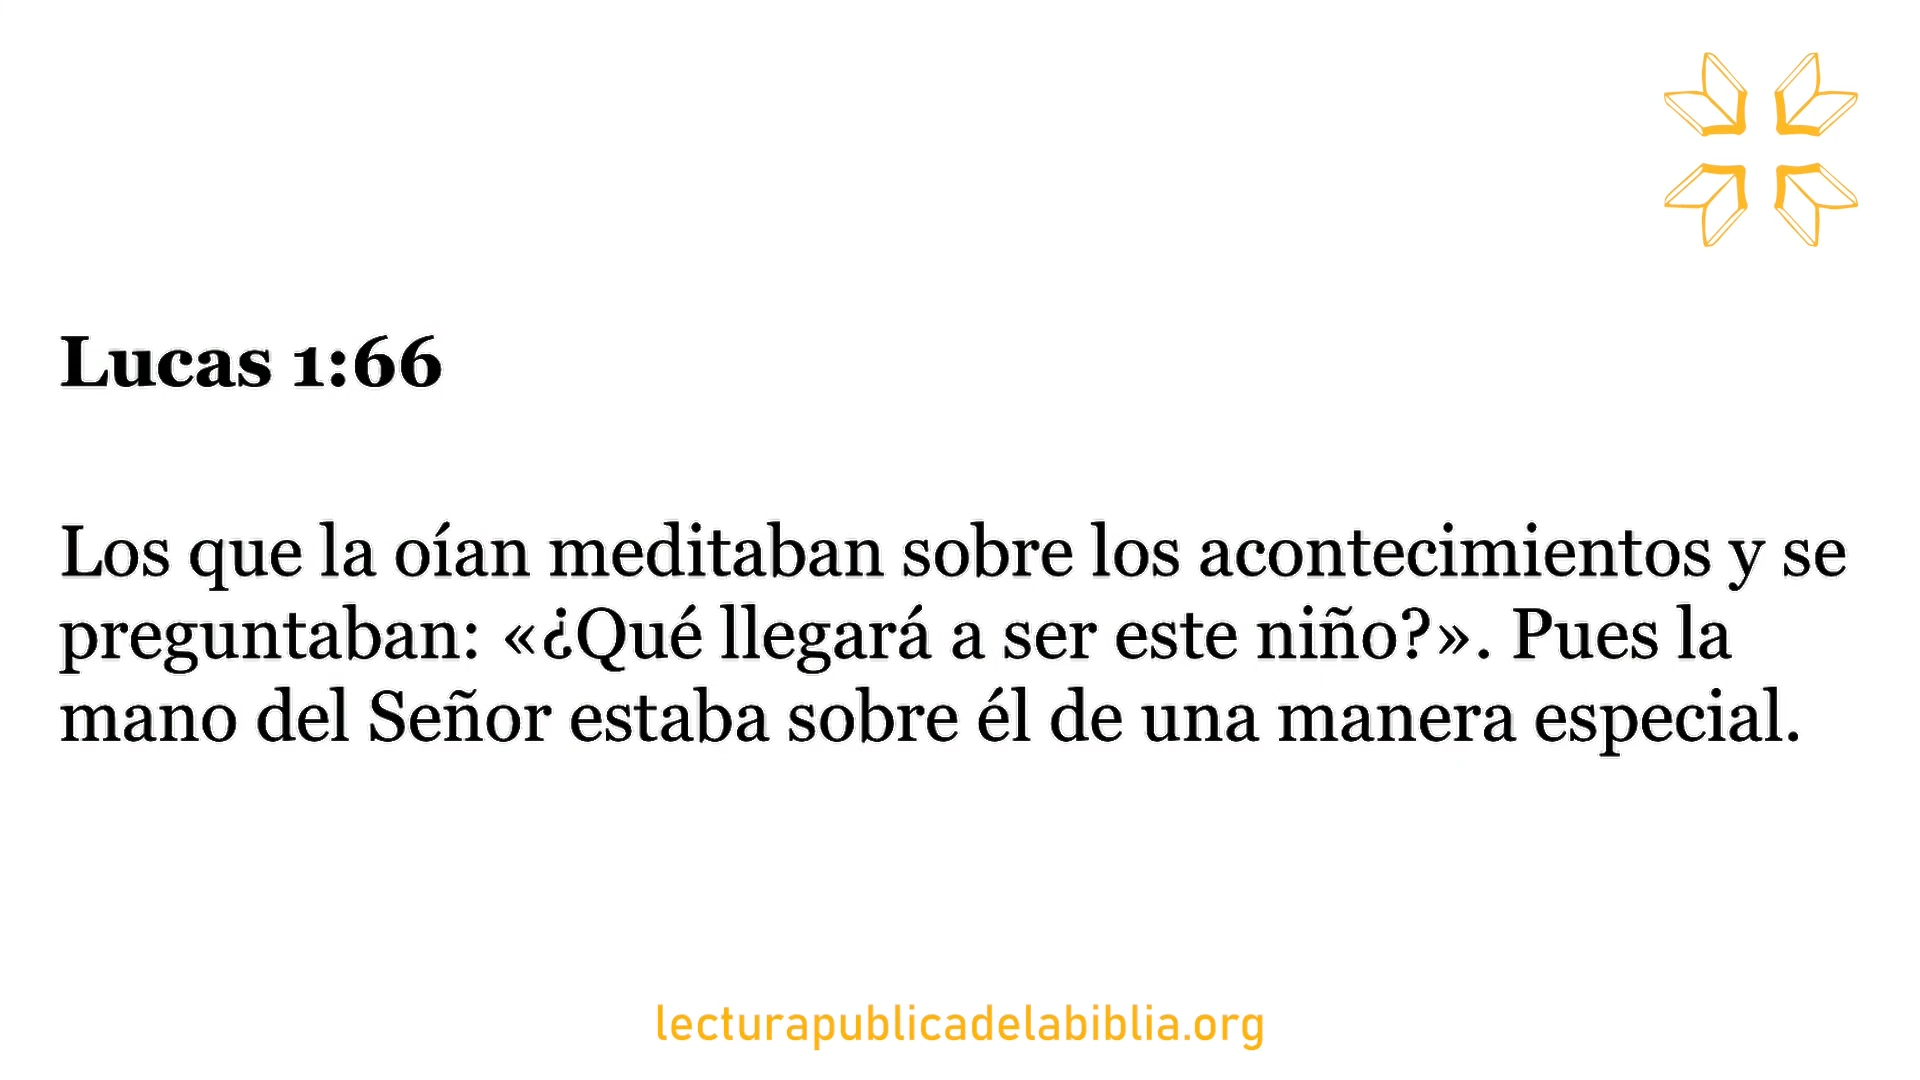 Lucas 1:66
Los que la oían meditaban sobre los acontecimientos y se
preguntaban: «¿Qué llegará a ser este niño?». Pues la
mano del Señor estaba sobre él de una manera especial.
lecturapublicadelabiblia.org